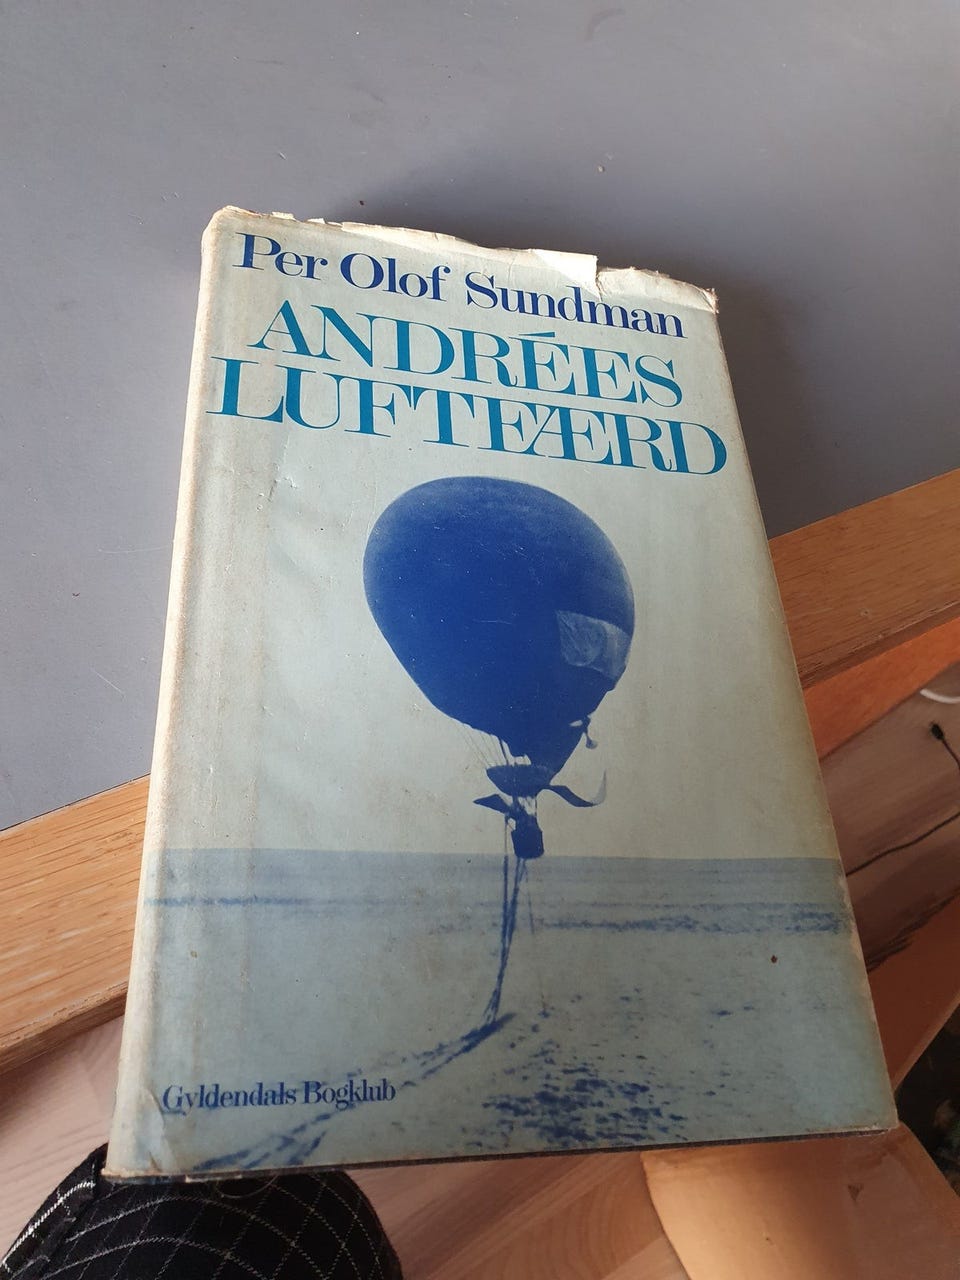 Per Olof Sundman
ANDRÉES
LUFTFÆRD
Gyldendals Bogklub